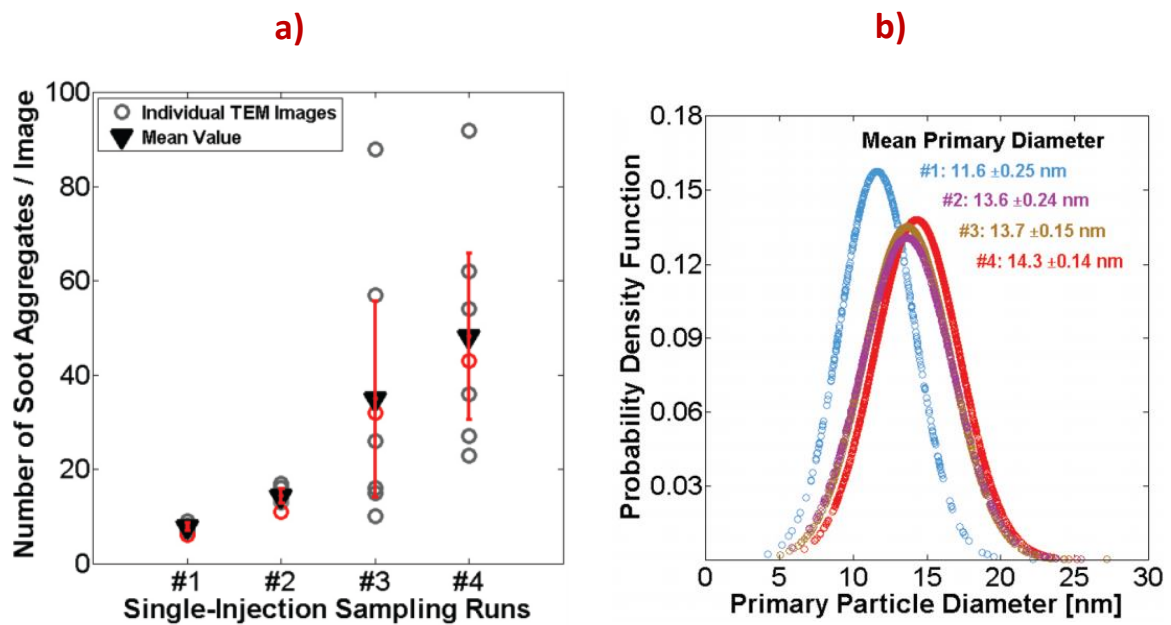 a)
Number of Soot Aggregates / Image
100
80
60
40
20
0
Individual TEM Images
Mean Value
#1 #2 #3 #4
Single-Injection Sampling Runs
b)
Probability Density Function
0.18
0.15
0.12
0.09
0.06
0.03
Mean Primary Diameter
#1: 11.6 ±0.25 nm
#2: 13.6 ±0.24 nm
#3: 13.7 ±0.15 nm
#4: 14.3 ±0.14 nm
0 5 10 15 20 25 30
Primary Particle Diameter [nm]